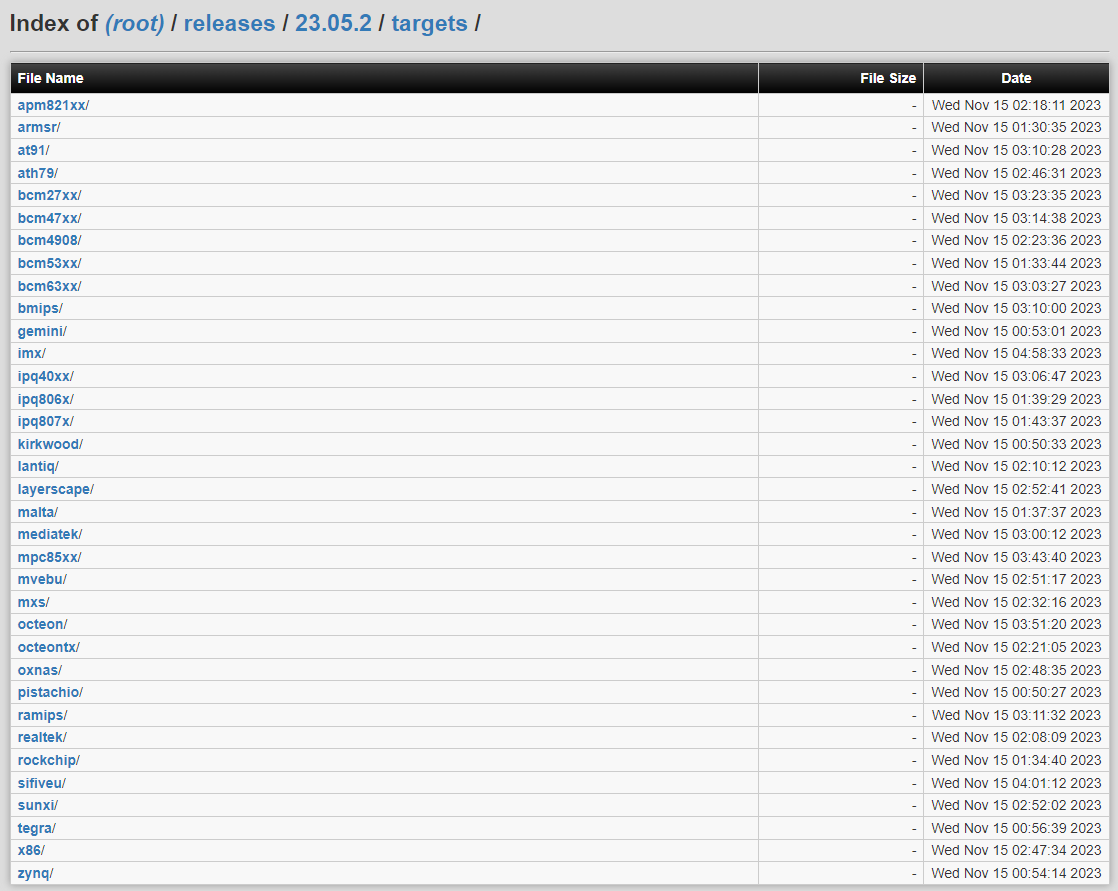 Index of (root) / releases / 23.05.2 / targets /
File Name File Size Date
apm821xx/ - Wed Nov 15 02:18:11 2023
armsr/ - Wed Nov 15 01:30:35 2023
at91/ - Wed Nov 15 03:10:28 2023
ath79/ - Wed Nov 15 02:46:31 2023
bcm27xx/ - Wed Nov 15 03:23:35 2023
bcm47xx/ - Wed Nov 15 03:14:38 2023
bcm4908/ - Wed Nov 15 02:23:36 2023
bcm53xx/ - Wed Nov 15 01:33:44 2023
bcm63xx/ - Wed Nov 15 03:03:27 2023
bmips/ - Wed Nov 15 03:10:00 2023
gemini/ - Wed Nov 15 00:53:01 2023
imx/ - Wed Nov 15 04:58:33 2023
ipq40xx/ - Wed Nov 15 03:06:47 2023
ipq806x/ - Wed Nov 15 01:39:29 2023
ipq807x/ - Wed Nov 15 01:43:37 2023
kirkwood/ - Wed Nov 15 00:50:33 2023
lantiq/ - Wed Nov 15 02:10:12 2023
layerscape/ - Wed Nov 15 02:52:41 2023
malta/ - Wed Nov 15 01:37:37 2023
mediatek/ - Wed Nov 15 03:00:12 2023
mpc85xx/ - Wed Nov 15 03:43:40 2023
mvebu/ - Wed Nov 15 02:51:17 2023
mxs/ - Wed Nov 15 02:32:16 2023
octeon/ - Wed Nov 15 03:51:20 2023
octeontx/ - Wed Nov 15 02:21:05 2023
oxnas/ - Wed Nov 15 02:48:35 2023
pistachio/ - Wed Nov 15 00:50:27 2023
ramips/ - Wed Nov 15 03:11:32 2023
realtek/ - Wed Nov 15 02:08:09 2023
rockchip/ - Wed Nov 15 01:34:40 2023
sifiveu/ - Wed Nov 15 04:01:12 2023
sunxi/ - Wed Nov 15 02:52:02 2023
tegra/ - Wed Nov 15 00:56:39 2023
x86/ - Wed Nov 15 02:47:34 2023
zynq/ - Wed Nov 15 00:54:14 2023